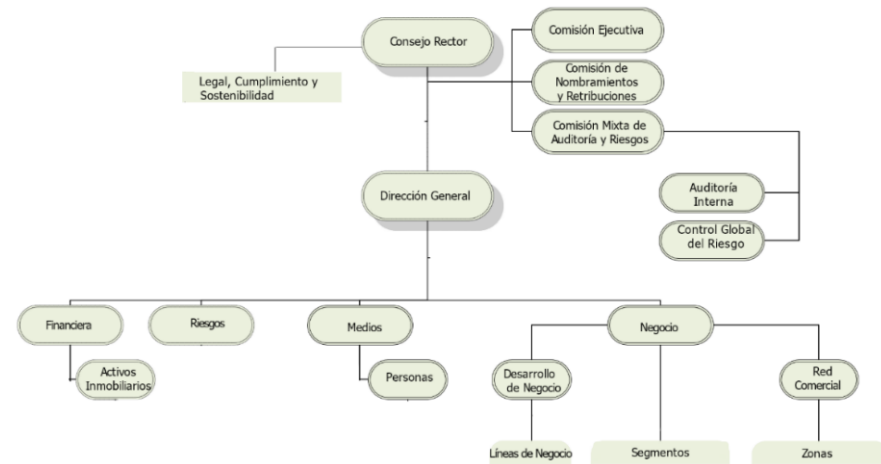 Consejo Rector
Comisión Ejecutiva
Legal, Cumplimiento y
Sostenibilidad
Comisión de
Nombramientos
y Retribuciones
Comisión Mixta de
Auditoría y Riesgos
Dirección General
Auditoría
Interna
Control Global
del Riesgo
Financiera
Riesgos
Medios
Negocio
Activos
Inmobiliarios
Personas
Desarrollo
de Negocio
Red
Comercial
Líneas de Negocio
Segmentos
Zonas